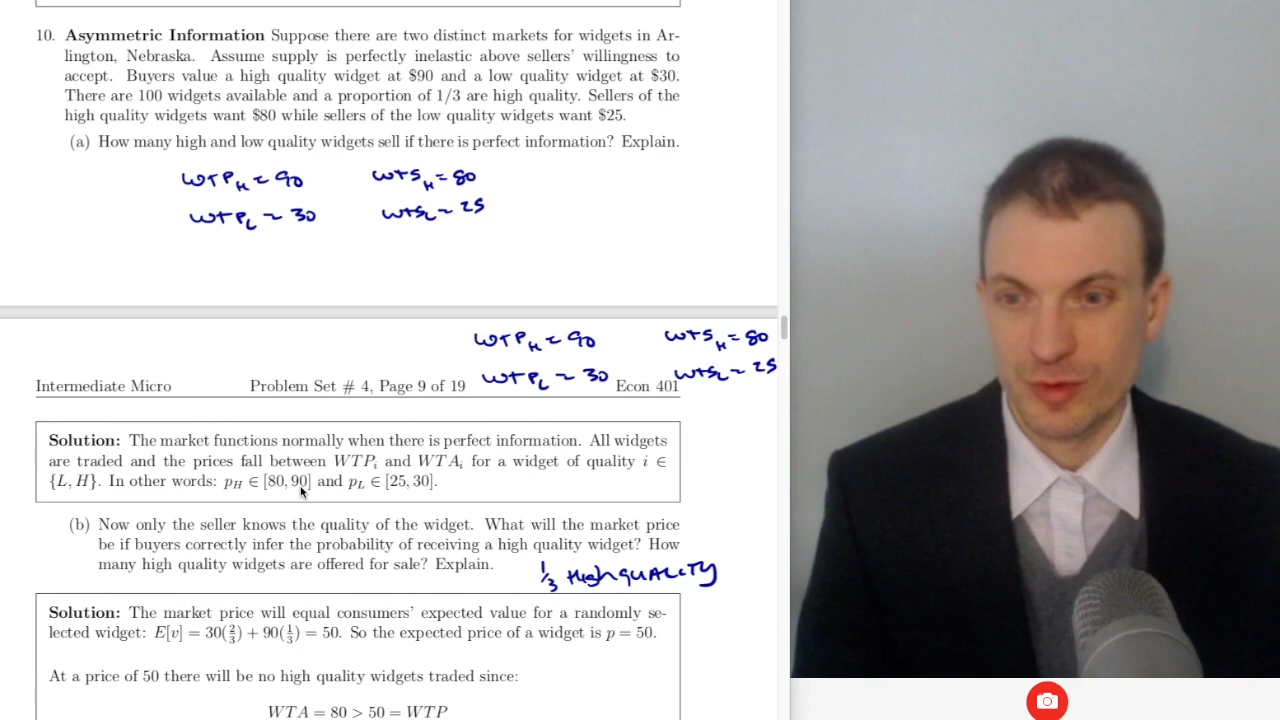 10. Asymmetric Information Suppose there are two distinct markets for widgets in Ar-
lington, Nebraska. Assume supply is perfectly inelastic above sellers' willingness to
accept. Buyers value a high quality widget at $90 and a low quality widget at $30.
There are 100 widgets available and a proportion of 1/3 are high quality. Sellers of the
high quality widgets want $80 while sellers of the low quality widgets want $25.
(a) How many high and low quality widgets sell if there is perfect information? Explain.
WTP_H = 90 WTS_H = 80
WTP_L = 30 WTS_L = 25
WTP_H = 90 WTS_H = 80
WTP_L = 30 WTS_L = 25
Intermediate Micro Problem Set # 4, Page 9 of 19 Econ 401
Solution: The market functions normally when there is perfect information. All widgets
are traded and the prices fall between WTP_i and WTA_i for a widget of quality i ∈
{L, H}. In other words: p_H ∈ [80, 90] and p_L ∈ [25, 30].
(b) Now only the seller knows the quality of the widget. What will the market price
be if buyers correctly infer the probability of receiving a high quality widget? How
many high quality widgets are offered for sale? Explain.
1/3 High QUALITY
Solution: The market price will equal consumers' expected value for a randomly se-
lected widget: E[v] = 30(2/3) + 90(1/3) = 50. So the expected price of a widget is p = 50.
At a price of 50 there will be no high quality widgets traded since:
WTA = 80 > 50 = WTP